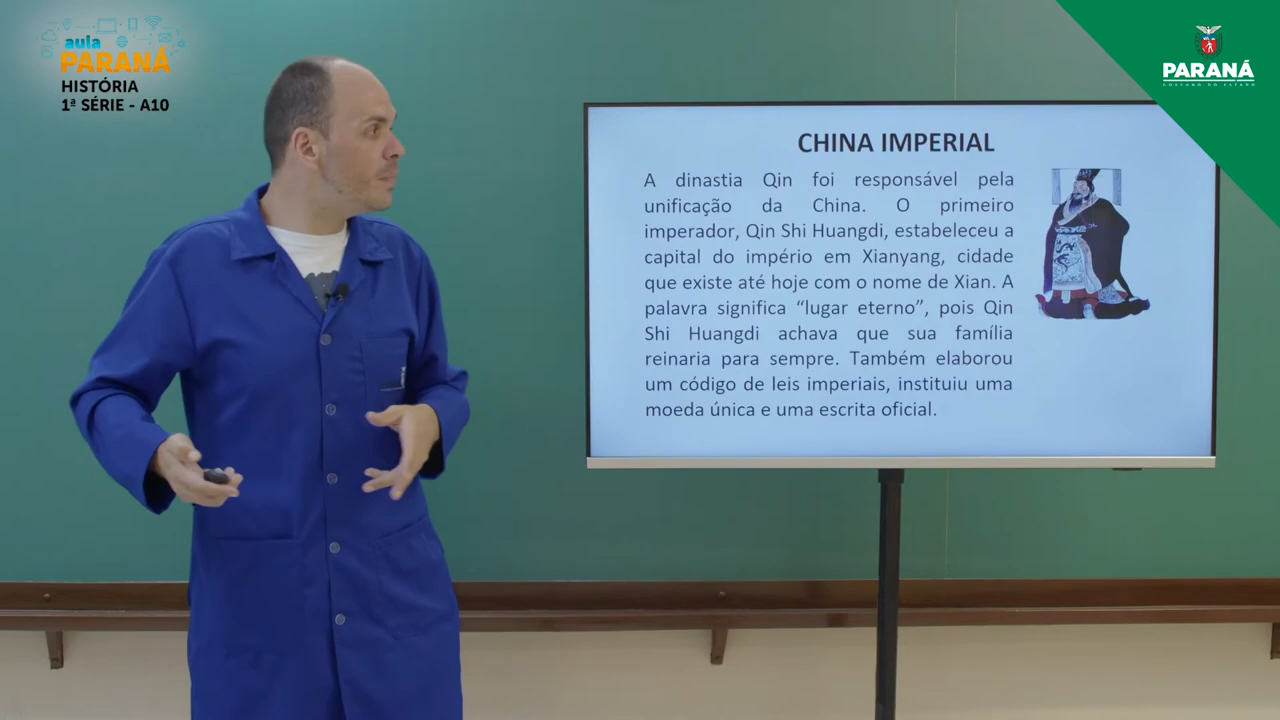 aula
PARANÁ
HISTÓRIA
1ª SÉRIE - A10
PARANÁ
GOVERNO DO ESTADO
CHINA IMPERIAL
A dinastia Qin foi responsável pela
unificação da China. O primeiro
imperador, Qin Shi Huangdi, estabeleceu a
capital do império em Xianyang, cidade
que existe até hoje com o nome de Xian. A
palavra significa “lugar eterno”, pois Qin
Shi Huangdi achava que sua família
reinaria para sempre. Também elaborou
um código de leis imperiais, instituiu uma
moeda única e uma escrita oficial.